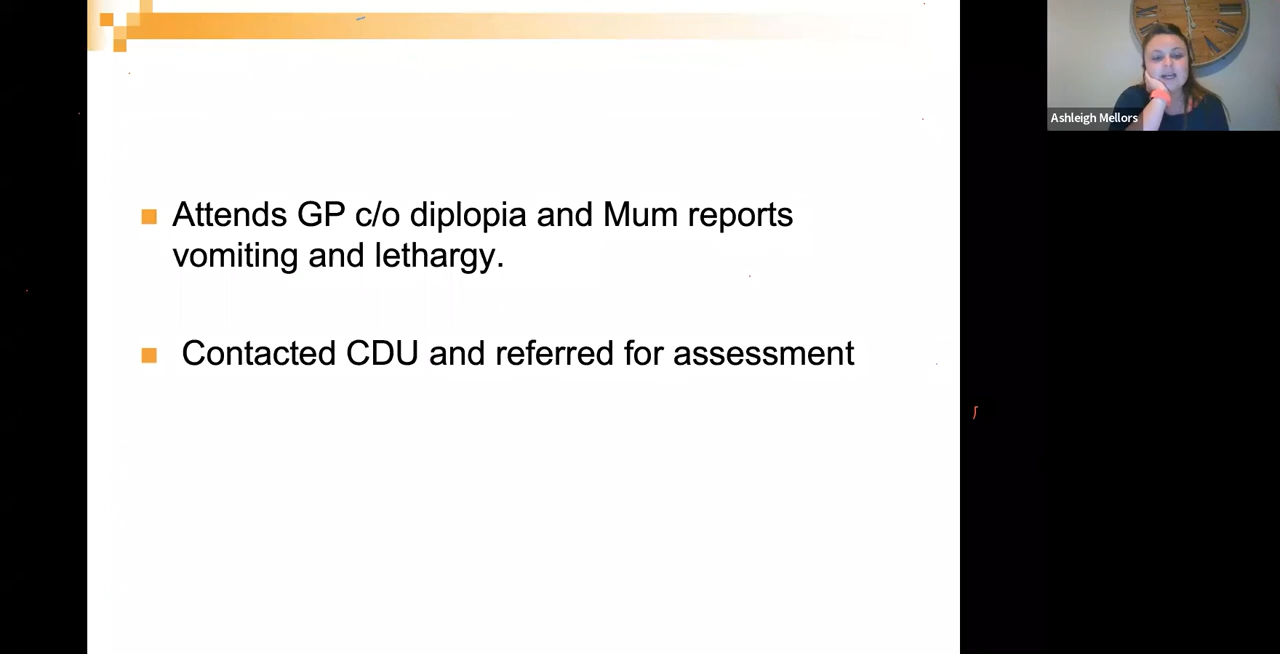 Attends GP c/o diplopia and Mum reports
vomiting and lethargy.
Contacted CDU and referred for assessment
Ashleigh Mellors